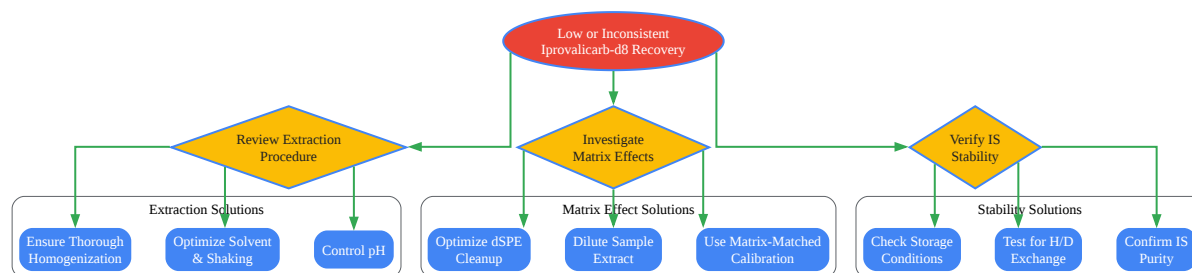 Low or Inconsistent
Iprovalicarb-d8 Recovery
Review Extraction
Procedure
Investigate
Matrix Effects
Verify IS
Stability
Extraction Solutions
Ensure Thorough
Homogenization
Optimize Solvent
& Shaking
Control pH
Matrix Effect Solutions
Optimize dSPE
Cleanup
Dilute Sample
Extract
Use Matrix-Matched
Calibration
Stability Solutions
Check Storage
Conditions
Test for H/D
Exchange
Confirm IS
Purity